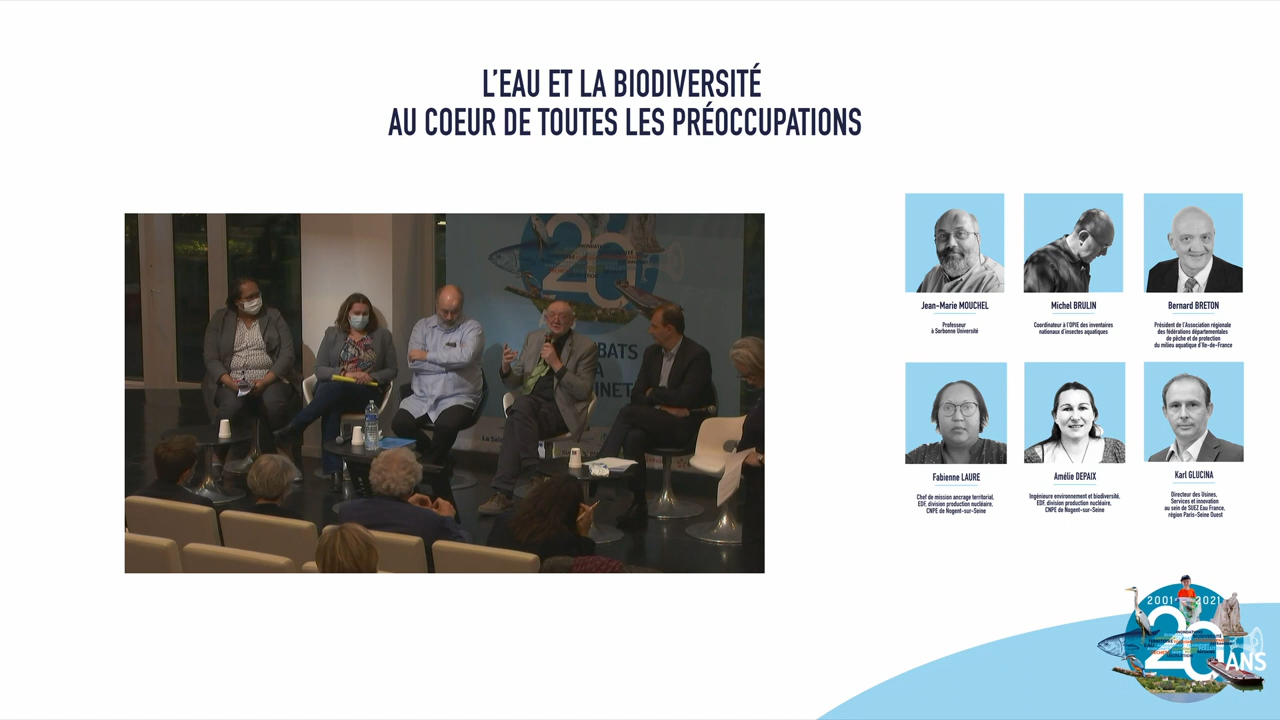 L'EAU ET LA BIODIVERSITÉ
AU COEUR DE TOUTES LES PRÉOCCUPATIONS
Jean-Marie MOUCHEL
Professeur
à Sorbonne Université
Michel BRULIN
Coordinateur à l'OPIE des inventaires
nationaux d'insectes aquatiques
Bernard BRETON
Président de l'Association régionale
des fédérations départementales
de pêche et de protection
du milieu aquatique d'Ile-de-France
Fabienne LAURE
Chef de mission ancrage territorial,
EDF, division production nucléaire,
CNPE de Nogent-sur-Seine
Amélie DEPAIX
Ingénieure environnement et biodiversité,
EDF, division production nucléaire,
CNPE de Nogent-sur-Seine
Karl GLUCINA
Directeur des Usines,
Services et innovation
au sein de SUEZ Eau France,
région Paris-Seine Ouest
20
BATS
2001 - 2021
20 ANS
INONDATIONS
BIODIVERSITÉ